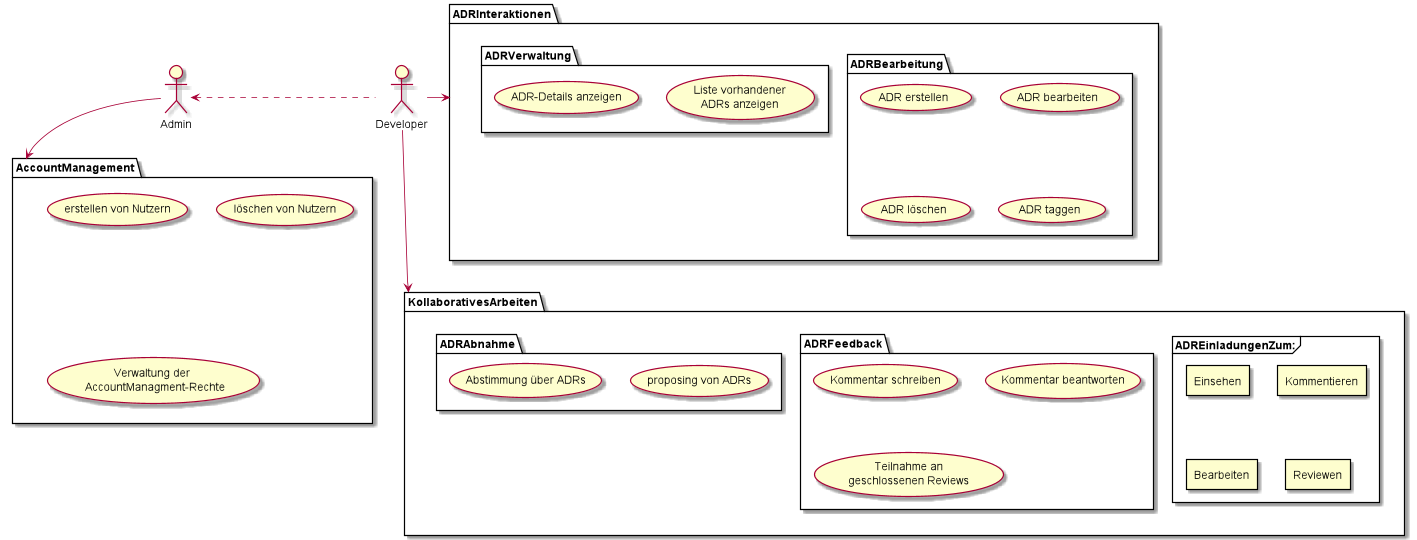 ADRInteraktionen
ADRVerwaltung
ADR-Details anzeigen
Liste vorhandener
ADRs anzeigen
ADRBearbeitung
ADR erstellen
ADR bearbeiten
ADR löschen
ADR taggen
Admin
Developer
AccountManagement
erstellen von Nutzern
löschen von Nutzern
Verwaltung der
AccountManagment-Rechte
KollaborativesArbeiten
ADRAbnahme
Abstimmung über ADRs
proposing von ADRs
ADRFeedback
Kommentar schreiben
Kommentar beantworten
Teilnahme an
geschlossenen Reviews
ADREinladungenZum:
Einsehen
Kommentieren
Bearbeiten
Reviewen